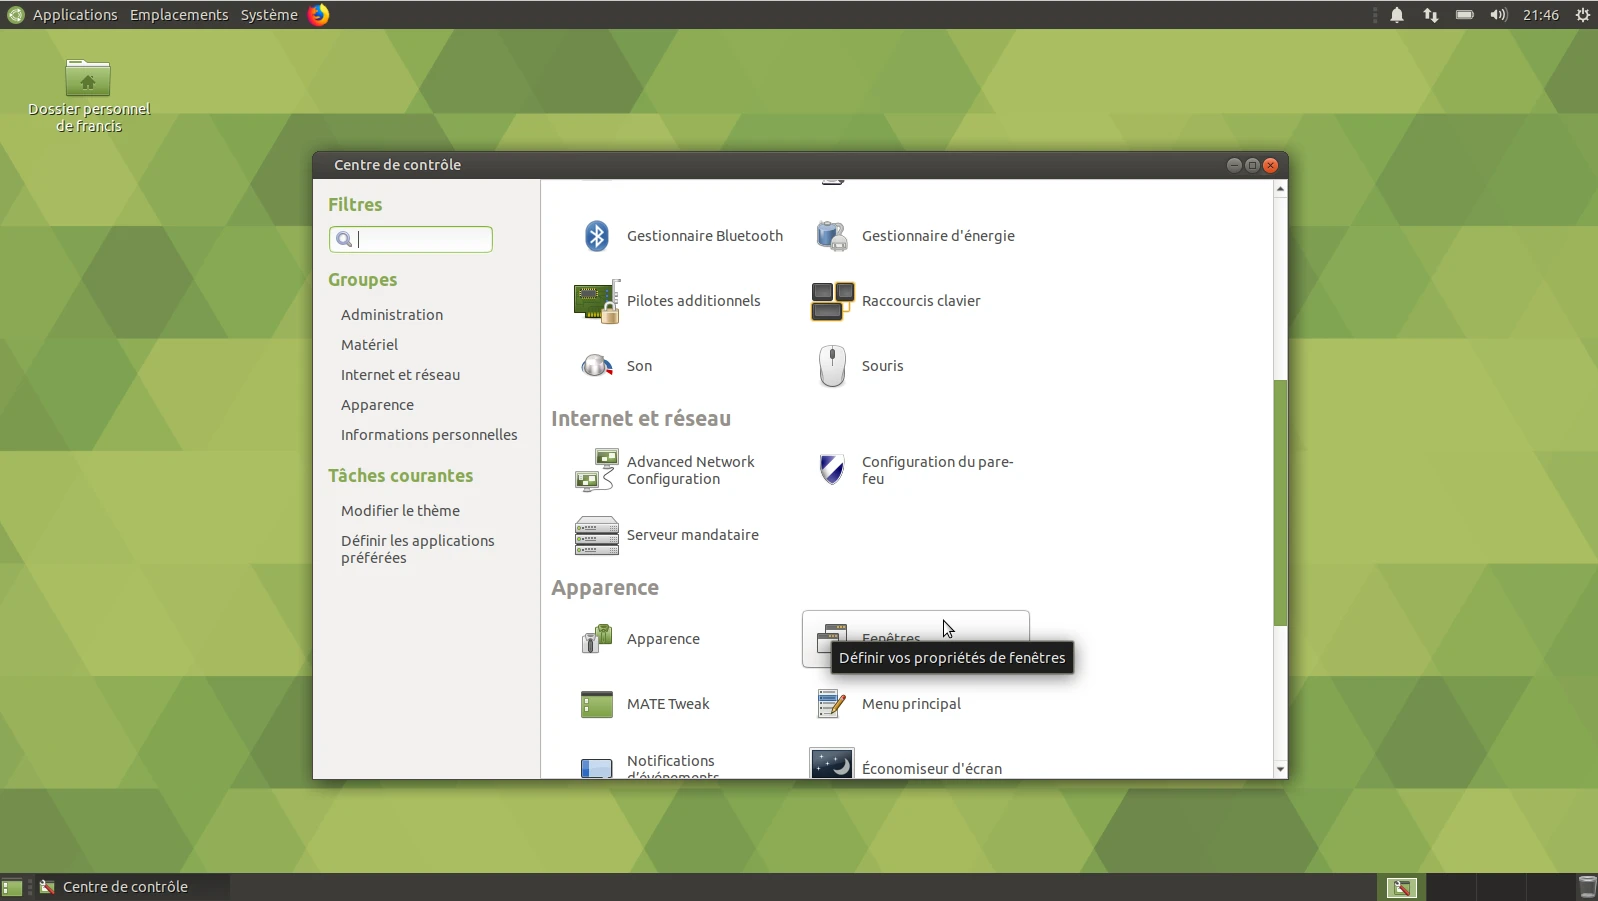 Applications Emplacements Système
21:46
Dossier personnel
de francis
Centre de contrôle
Filtres
Groupes
Administration
Matériel
Internet et réseau
Apparence
Informations personnelles
Tâches courantes
Modifier le thème
Définir les applications
préférées
Gestionnaire Bluetooth
Gestionnaire d'énergie
Pilotes additionnels
Raccourcis clavier
Son
Souris
Internet et réseau
Advanced Network
Configuration
Configuration du pare-
feu
Serveur mandataire
Apparence
Apparence
Fenêtres
Définir vos propriétés de fenêtres
MATE Tweak
Menu principal
Notifications
d'événements
Économiseur d'écran
Centre de contrôle